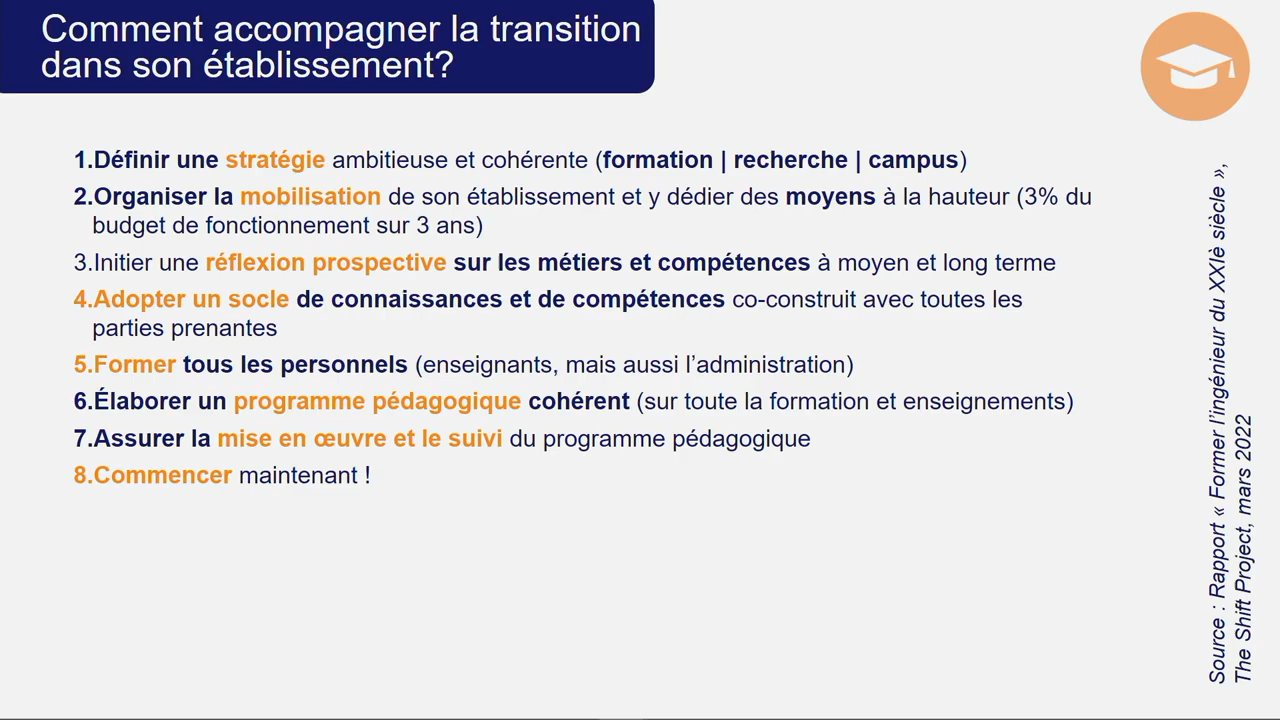 Comment accompagner la transition
dans son établissement?
1.Définir une stratégie ambitieuse et cohérente (formation | recherche | campus)
2.Organiser la mobilisation de son établissement et y dédier des moyens à la hauteur (3% du
budget de fonctionnement sur 3 ans)
3.Initier une réflexion prospective sur les métiers et compétences à moyen et long terme
4.Adopter un socle de connaissances et de compétences co-construit avec toutes les
parties prenantes
5.Former tous les personnels (enseignants, mais aussi l’administration)
6.Élaborer un programme pédagogique cohérent (sur toute la formation et enseignements)
7.Assurer la mise en œuvre et le suivi du programme pédagogique
8.Commencer maintenant !
Source : Rapport « Former l’ingénieur du XXIè siècle »,
The Shift Project, mars 2022